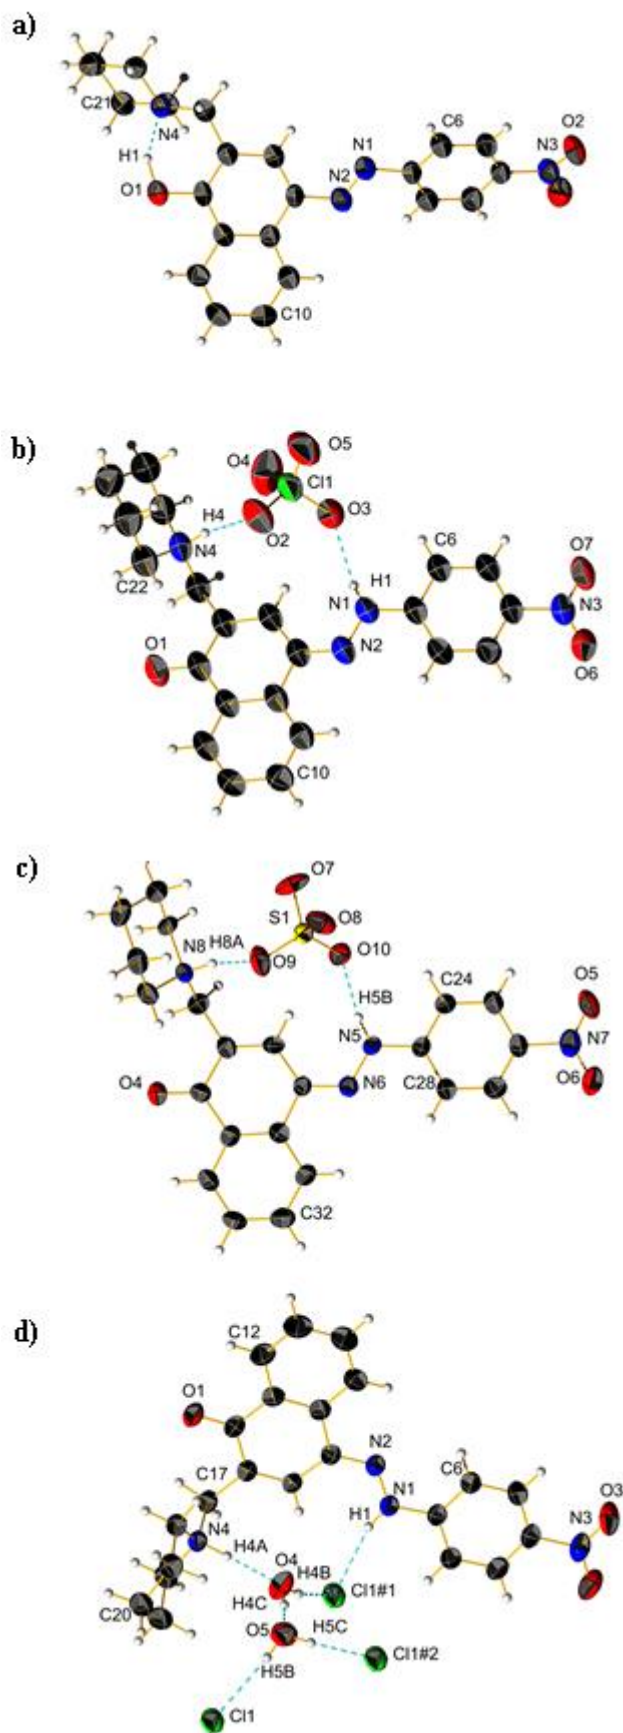 a)
C21
N4
H1
O1
C6
O2
N1
N3
N2
C10
b)
O4
O5
Cl1
H4
O3
N4
O2
C6
O7
C22
H1
N1
N3
O1
N2
O6
C10
c)
O7
S1
O8
N8
H8A
O10
O9
C24
O5
H5B
N5
N7
O4
N6
C28
O6
C32
d)
C12
O1
N2
C6
C17
N1
O3
H1
N3
N4
H4A
O4
H4B
Cl1#1
H4C
C20
O5
H5C
Cl1#2
H5B
Cl1